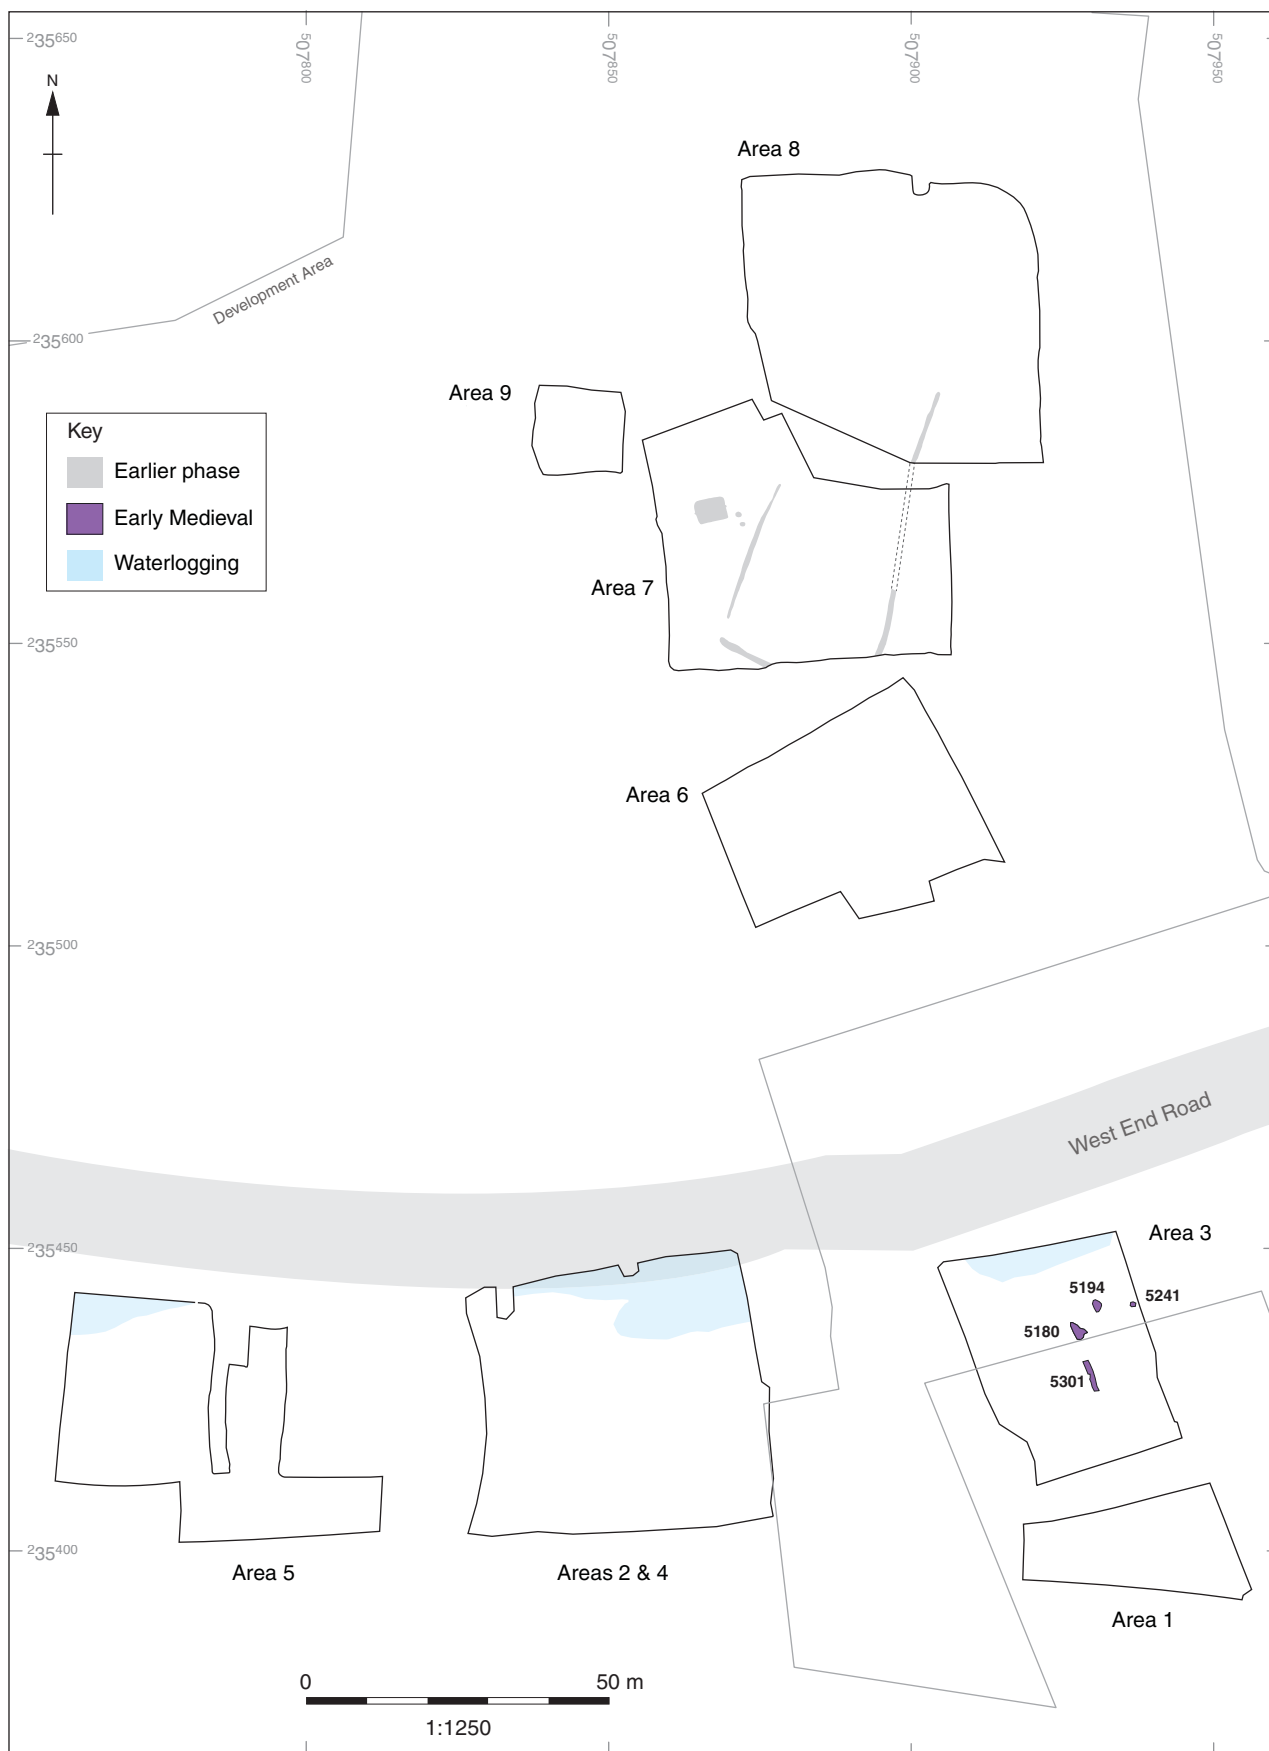 235650
507800
507850
507900
507950
N
Area 8
Development Area
235600
Area 9
Key
Earlier phase
Early Medieval
Waterlogging
Area 7
235550
Area 6
235500
West End Road
235450
Area 3
5194
5241
5180
5301
235400
Area 5
Areas 2 & 4
Area 1
0 50 m
1:1250